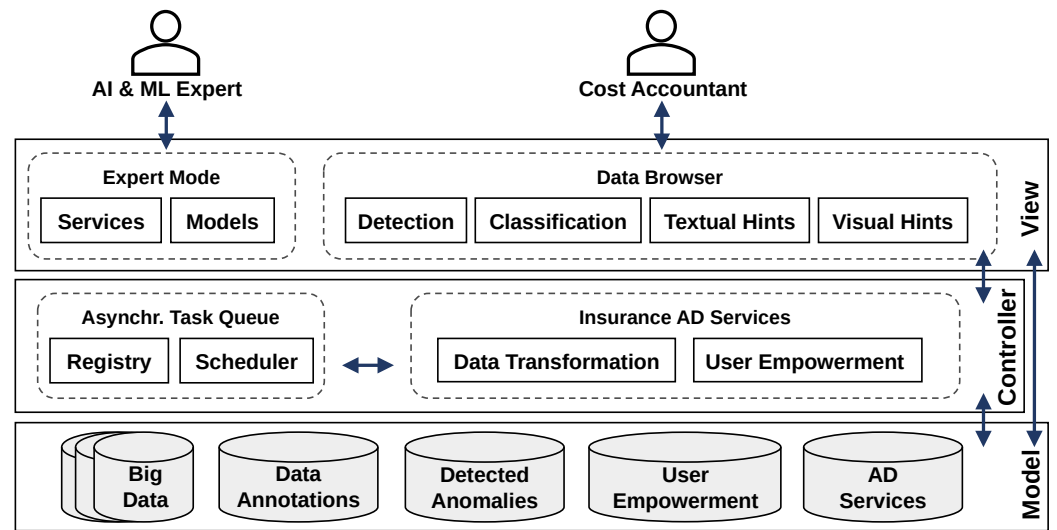 AI & ML Expert
Cost Accountant
Expert Mode
Services
Models
Data Browser
Detection
Classification
Textual Hints
Visual Hints
View
Asynchr. Task Queue
Registry
Scheduler
Insurance AD Services
Data Transformation
User Empowerment
Controller
Big
Data
Data
Annotations
Detected
Anomalies
User
Empowerment
AD
Services
Model